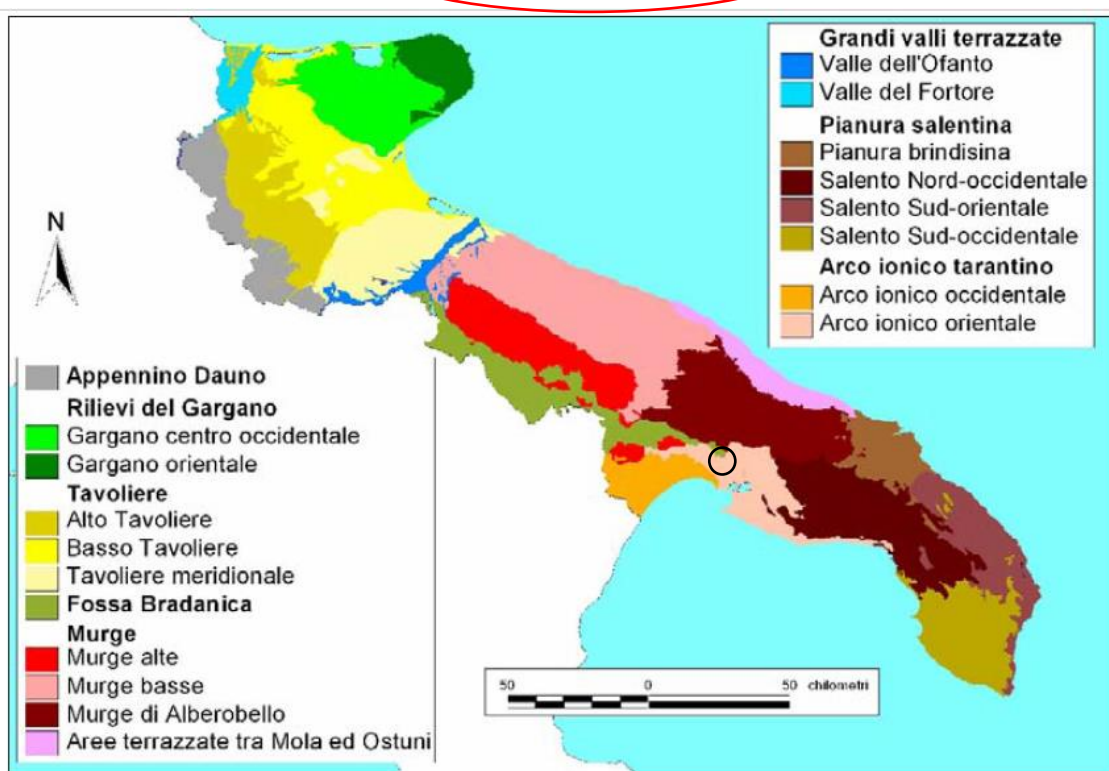 Grandi valli terrazzate
Valle dell'Ofanto
Valle del Fortore
Pianura salentina
Pianura brindisina
Salento Nord-occidentale
Salento Sud-orientale
Salento Sud-occidentale
Arco ionico tarantino
Arco ionico occidentale
Arco ionico orientale
N
Appennino Dauno
Rilievi del Gargano
Gargano centro occidentale
Gargano orientale
Tavoliere
Alto Tavoliere
Basso Tavoliere
Tavoliere meridionale
Fossa Bradanica
Murge
Murge alte
Murge basse
Murge di Alberobello
Aree terrazzate tra Mola ed Ostuni
50 0 50 chilometri